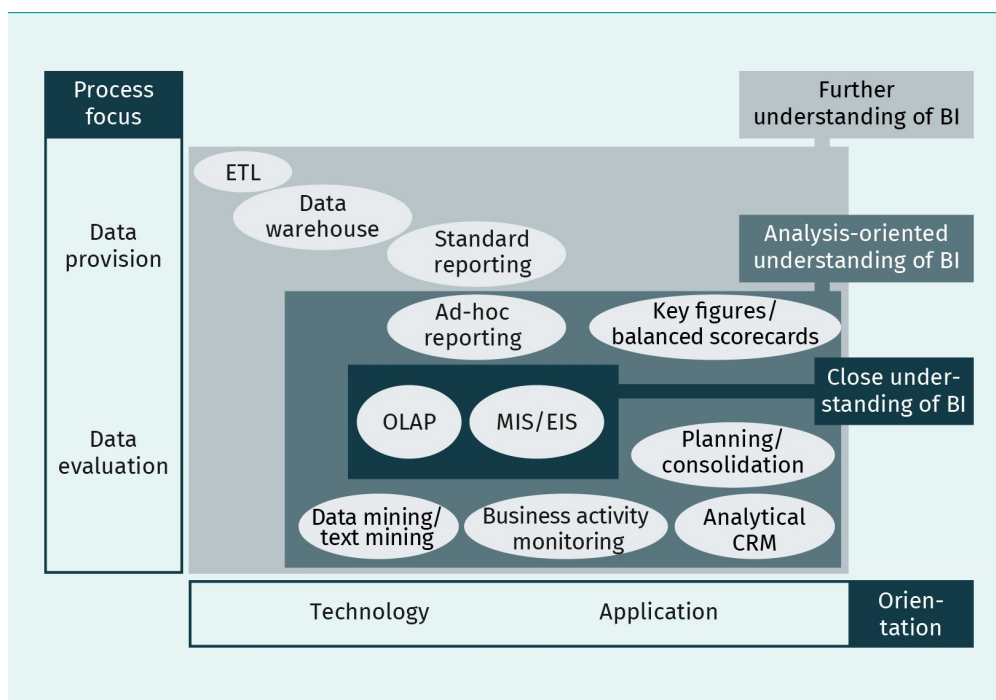 Process
focus
Further
understanding of BI
ETL
Data
warehouse
Standard
reporting
Data
provision
Analysis-oriented
understanding of BI
Ad-hoc
reporting
Key figures/
balanced scorecards
Close under-
standing of BI
OLAP
MIS/EIS
Data
evaluation
Planning/
consolidation
Data mining/
text mining
Business activity
monitoring
Analytical
CRM
Technology
Application
Orien-
tation